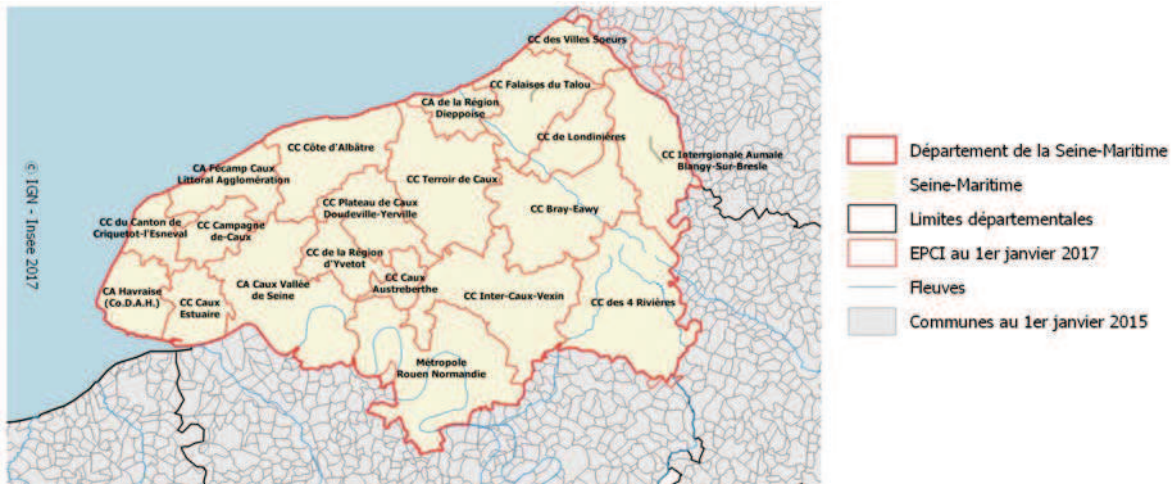 CC des Villes Soeurs
CC Falaises du Talou
CA de la Région
Dieppoise
CC de Londinières
CC Côte d'Albâtre
CC Interrgionale Aumale
Blangy-Sur-Bresle
CA Fécamp Caux
Littoral Agglomération
CC Terroir de Caux
CC Plateau de Caux
Doudeville-Yerville
CC Bray-Eawy
CC du Canton de
Criquetot-l'Esneval
CC Campagne
de-Caux
CC de la Région
d'Yvetot
CC Caux
Austreberthe
CA Havraise
(Co.D.A.H.)
CC Caux
Estuaire
CA Caux Vallée
de Seine
CC Inter-Caux-Vexin
CC des 4 Rivières
Métropole
Rouen Normandie
© IGN - Insee 2017
Département de la Seine-Maritime
Seine-Maritime
Limites départementales
EPCI au 1er janvier 2017
Fleuves
Communes au 1er janvier 2015